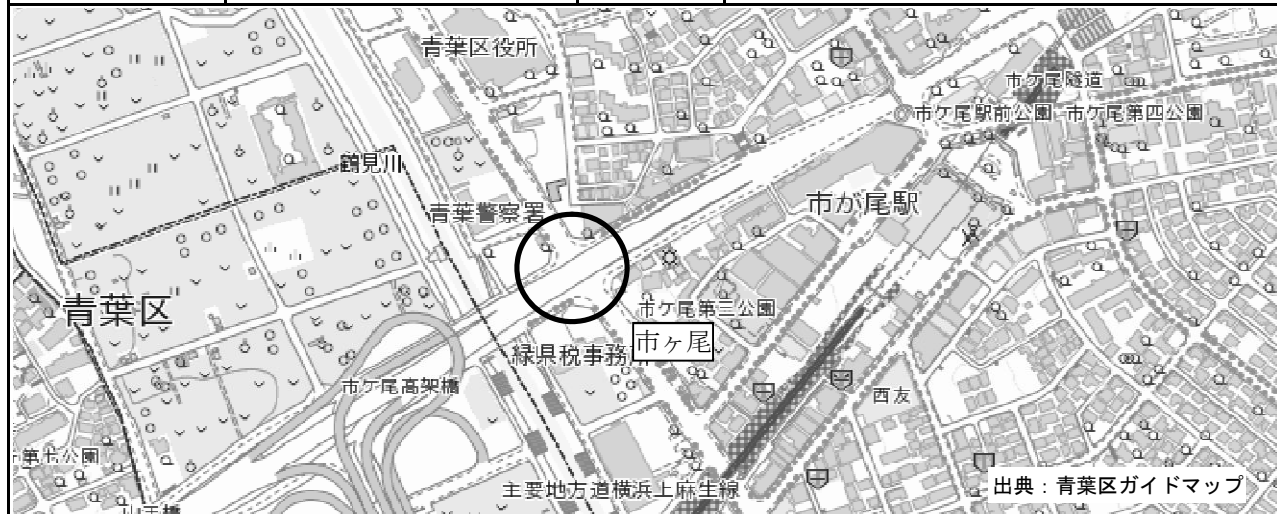 青葉区役所
市ケ尾隧道
市ケ尾駅前公園
市ケ尾第四公園
鶴見川
青葉警察署
市が尾駅
青葉区
市ケ尾第三公園
市ヶ尾
緑県税事務所
市ケ尾高架橋
西友
第七公園
主要地方道横浜上麻生線
出典：青葉区ガイドマップ